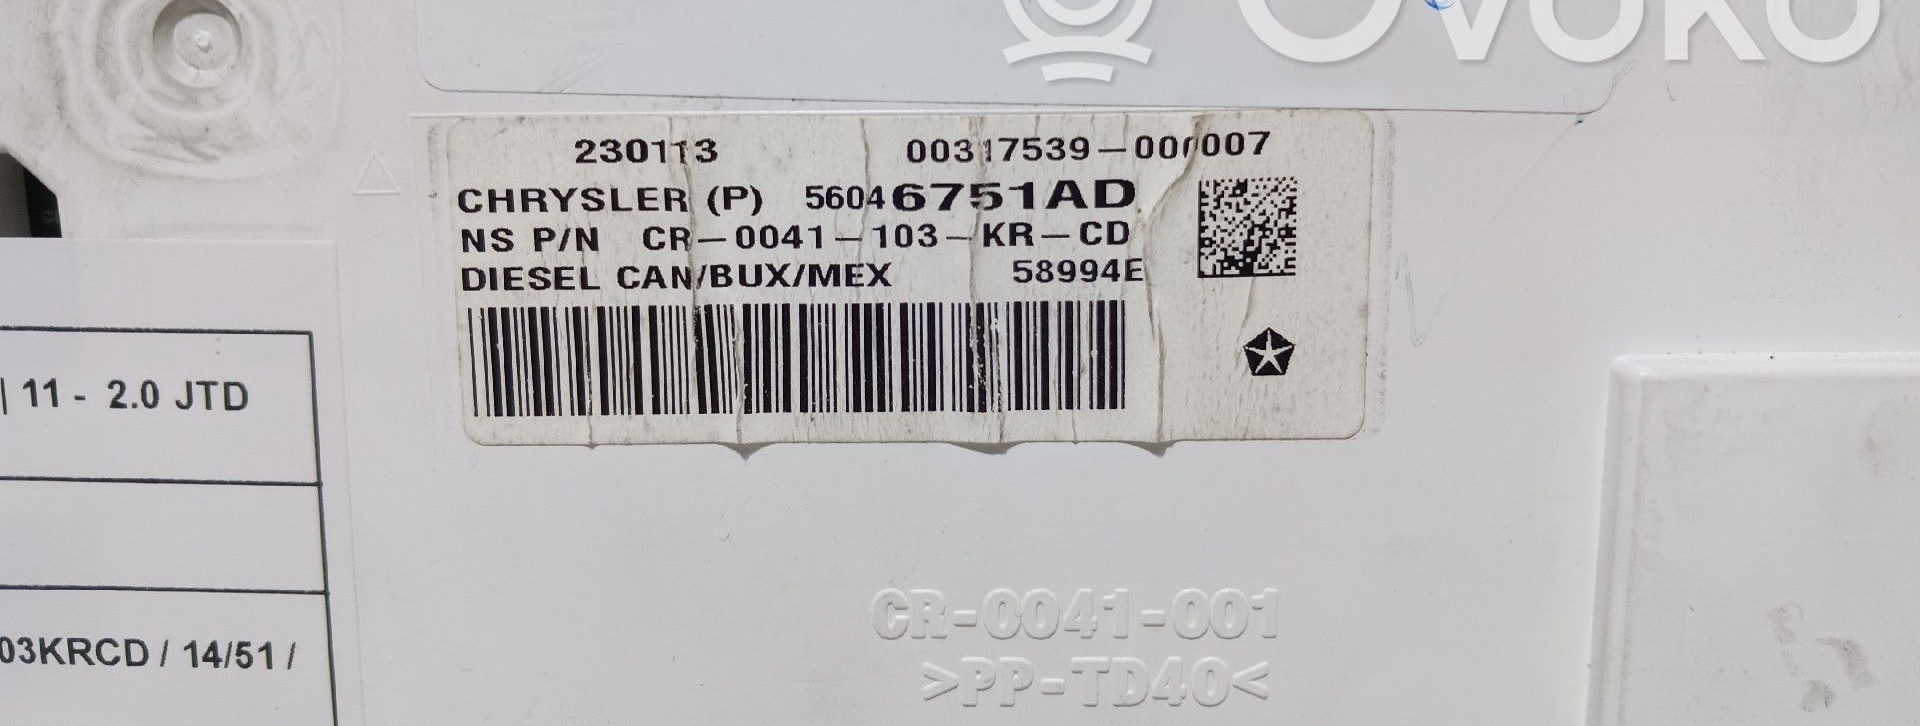 OVOKO
230113 00317539-000007
CHRYSLER (P) 56046751AD
NS P/N CR-0041-103-KR-CD
DIESEL CAN/BUX/MEX 58994E
| 11 - 2.0 JTD
03KRCD / 14/51 /
CR-0041-001
>PP-TD40<